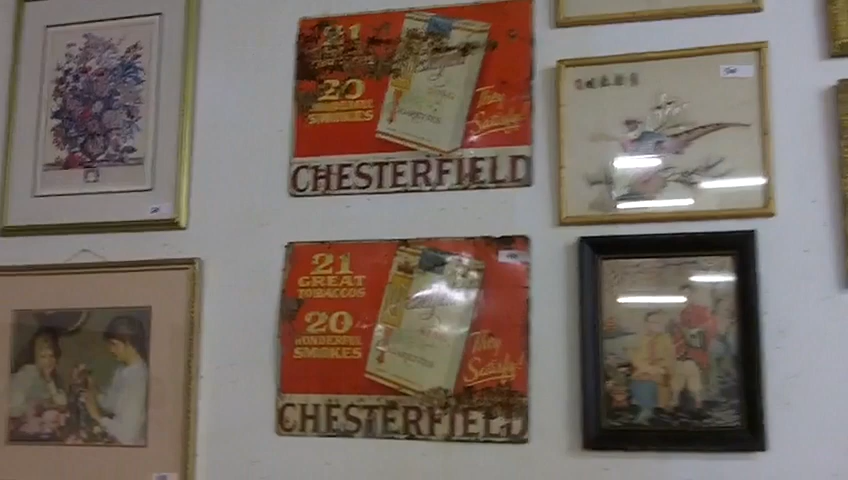 21
20
WONDERFUL
SMOKES
They
Satisfy!
CHESTERFIELD
21
GREAT
TOBACCOS
20
WONDERFUL
SMOKES
They
Satisfy!
CHESTERFIELD